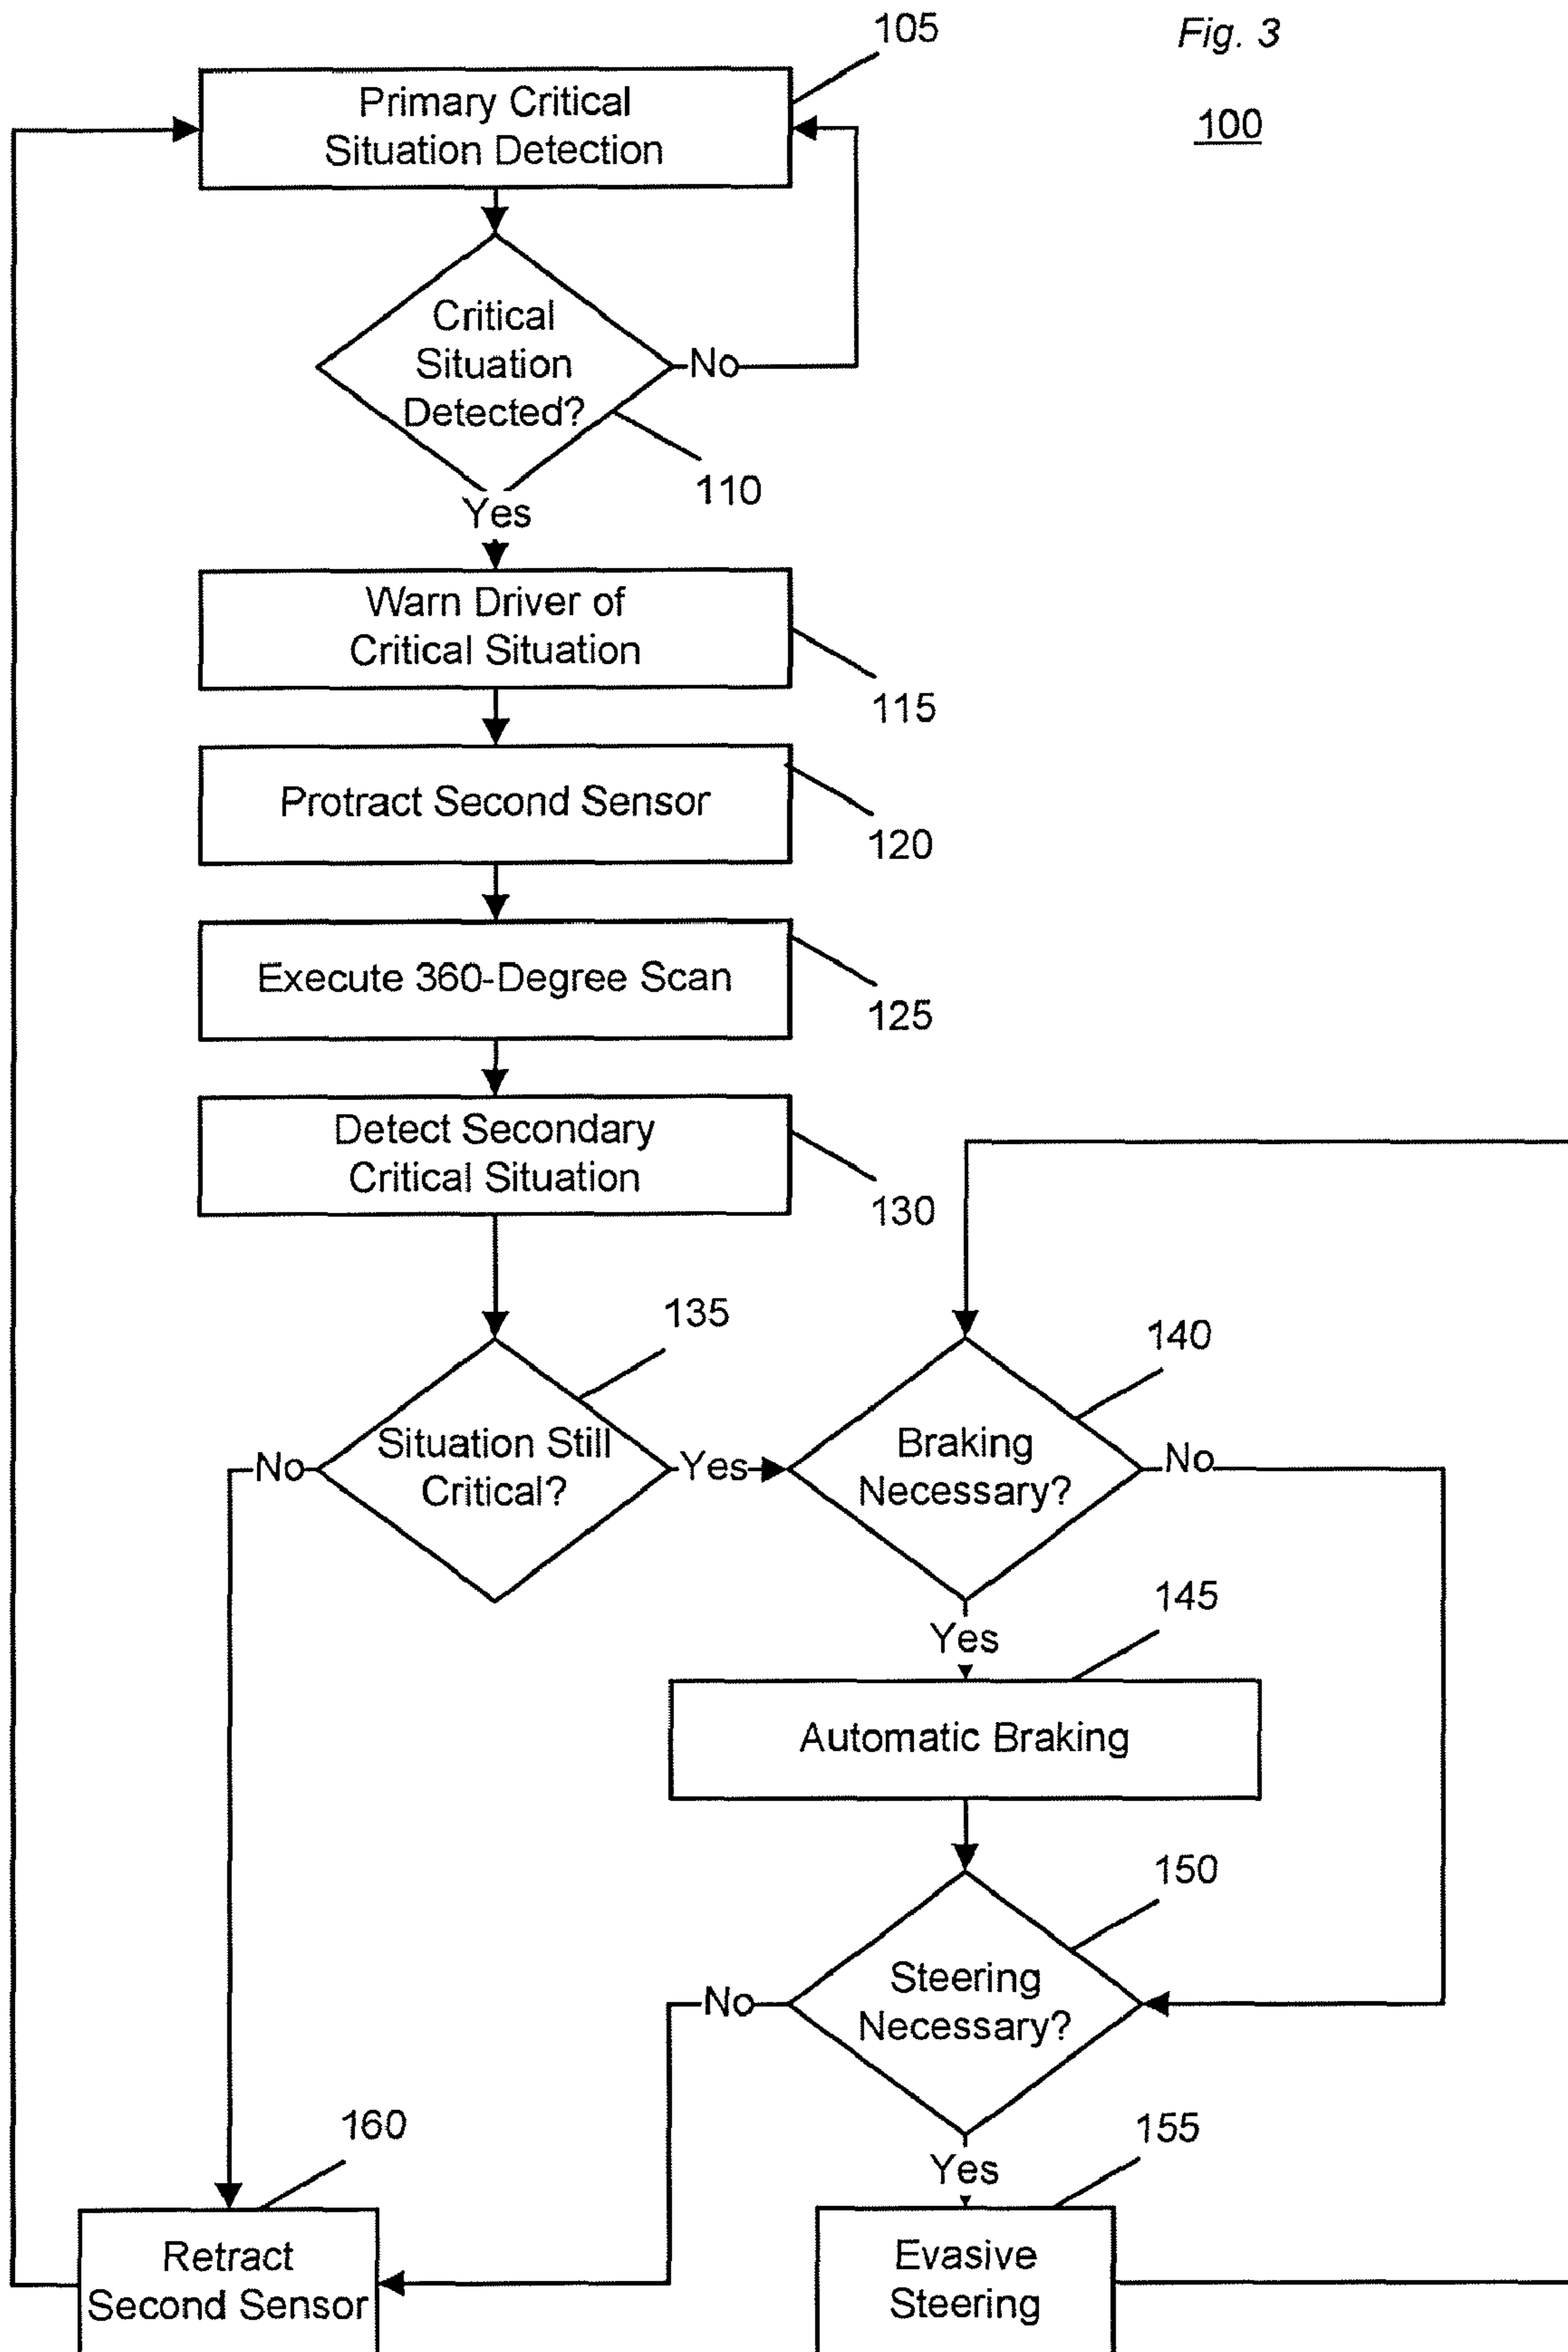 Fig. 3
100
105
Primary Critical
Situation Detection
Critical
Situation
Detected?
No
110
Yes
Warn Driver of
Critical Situation
115
Protract Second Sensor
120
Execute 360-Degree Scan
125
Detect Secondary
Critical Situation
130
135
Situation Still
Critical?
No
Yes
140
Braking
Necessary?
No
Yes
145
Automatic Braking
150
Steering
Necessary?
No
Yes
155
Evasive
Steering
160
Retract
Second Sensor